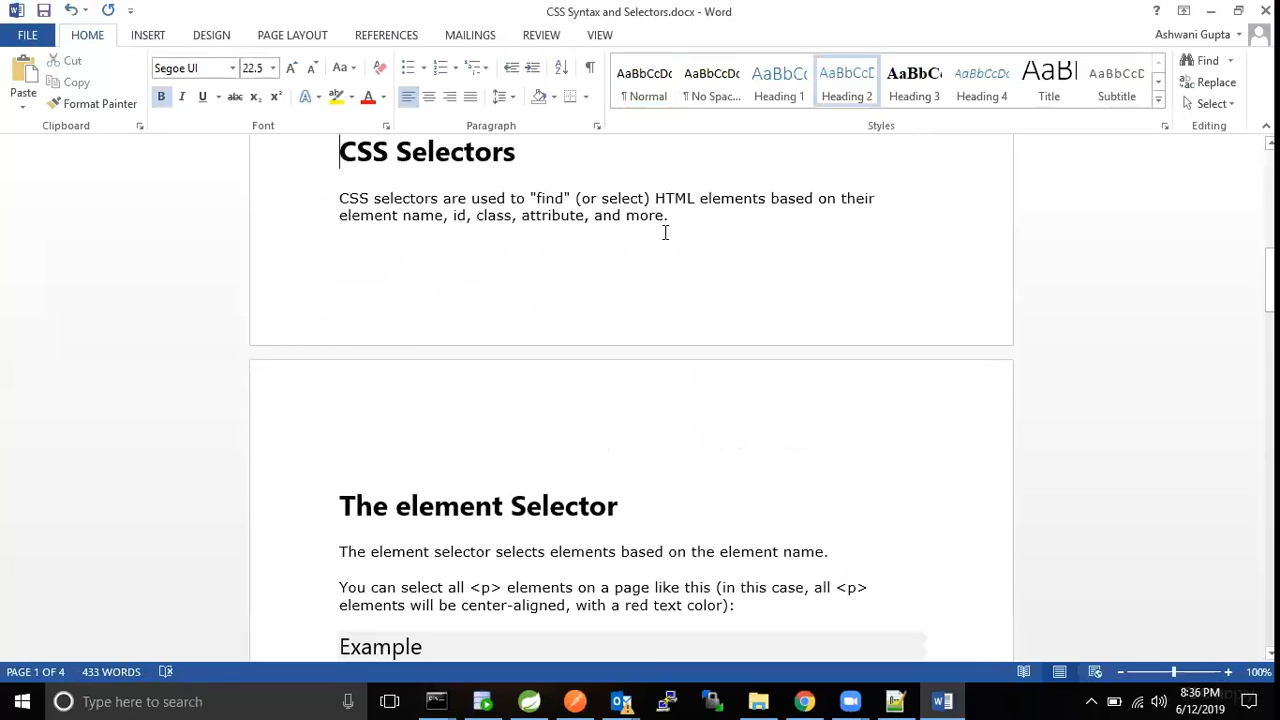 CSS Syntax and Selectors.docx - Word
?
FILE HOME INSERT DESIGN PAGE LAYOUT REFERENCES MAILINGS REVIEW VIEW Ashwani Gupta
Paste
Cut
Copy
Format Painter
Clipboard
Segoe UI 22.5
Font
Paragraph
AaBbCcDc ¶ Normal
AaBbCcDc ¶ No Spac...
AaBbCc Heading 1
AaBbCcD Heading 2
AaBbCc Heading 3
AaBbCcDc Heading 4
AaBl Title
AaBbCcD Subtitle
Styles
Find
Replace
Select
Editing
CSS Selectors
CSS selectors are used to "find" (or select) HTML elements based on their
element name, id, class, attribute, and more.
The element Selector
The element selector selects elements based on the element name.
You can select all <p> elements on a page like this (in this case, all <p>
elements will be center-aligned, with a red text color):
Example
PAGE 1 OF 4 433 WORDS 100%
Type here to search
8:36 PM
6/12/2019